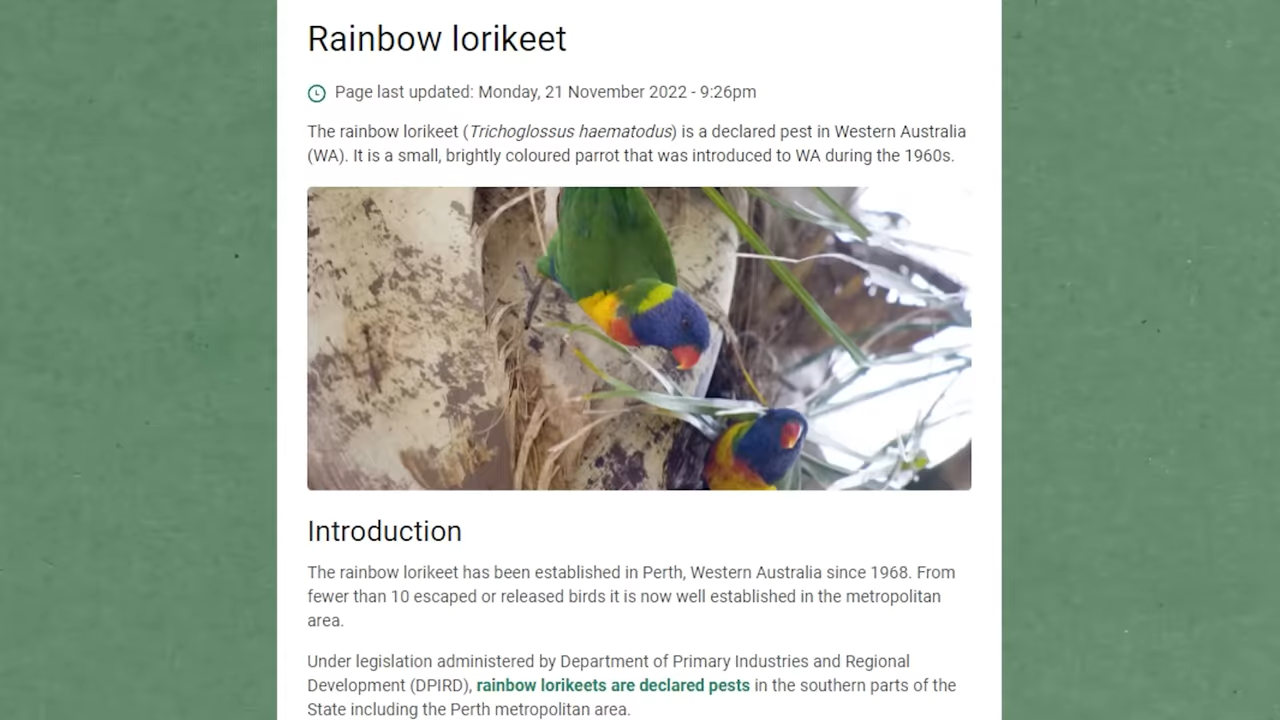 Rainbow lorikeet
Page last updated: Monday, 21 November 2022 - 9:26pm
The rainbow lorikeet (Trichoglossus haematodus) is a declared pest in Western Australia
(WA). It is a small, brightly coloured parrot that was introduced to WA during the 1960s.
Introduction
The rainbow lorikeet has been established in Perth, Western Australia since 1968. From
fewer than 10 escaped or released birds it is now well established in the metropolitan
area.
Under legislation administered by Department of Primary Industries and Regional
Development (DPIRD), rainbow lorikeets are declared pests in the southern parts of the
State including the Perth metropolitan area.